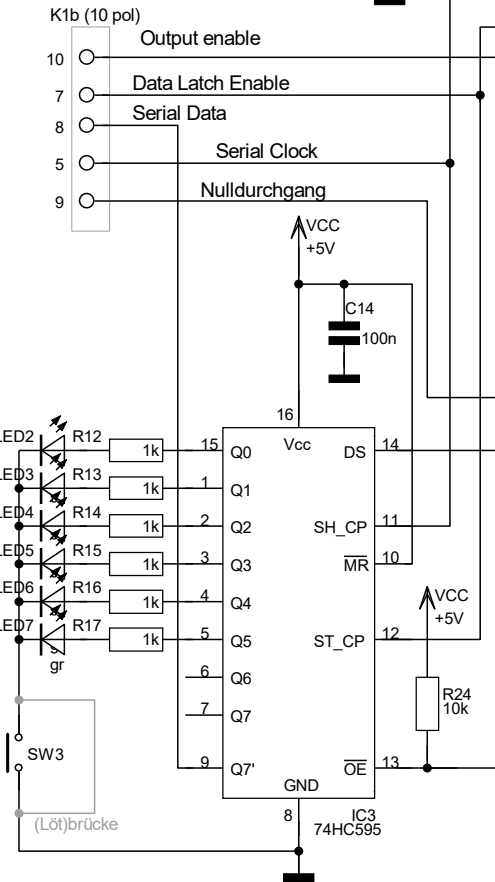 K1b (10 pol)
10 Output enable
7 Data Latch Enable
8 Serial Data
5 Serial Clock
9 Nulldurchgang
VCC
+5V
C14
100n
16
Vcc
LED2 R12 1k 15 Q0 DS 14
LED3 R13 1k 1 Q1
LED4 R14 1k 2 Q2 SH_CP 11
LED5 R15 1k 3 Q3 MR 10
LED6 R16 1k 4 Q4
VCC
+5V
LED7 R17 1k 5 Q5 ST_CP 12
gr
6 Q6
7 Q7
R24
10k
SW3
9 Q7' OE 13
GND
8
IC3
74HC595
(Löt)brücke